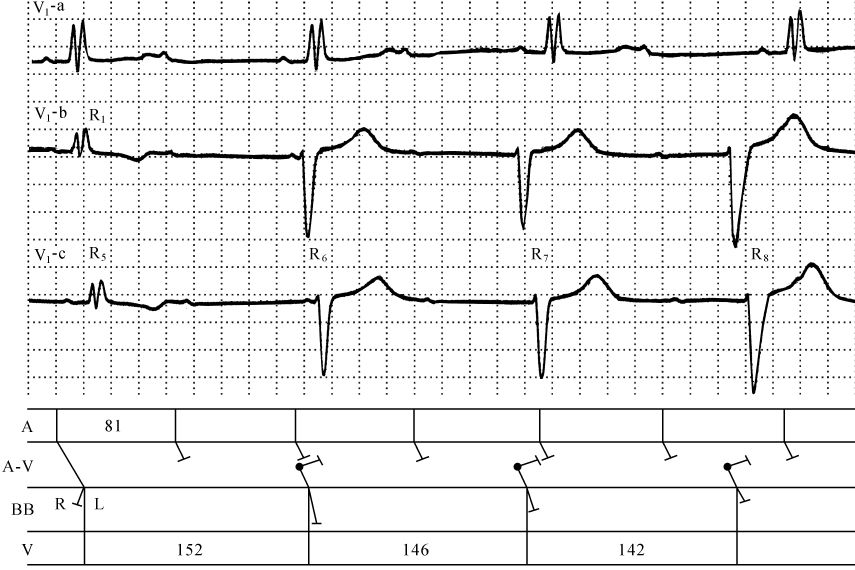 V₁-a
V₁-b R₁
V₁-c R₅ R₆ R₇ R₈
A 81
A-V
BB R L
V 152 146 142